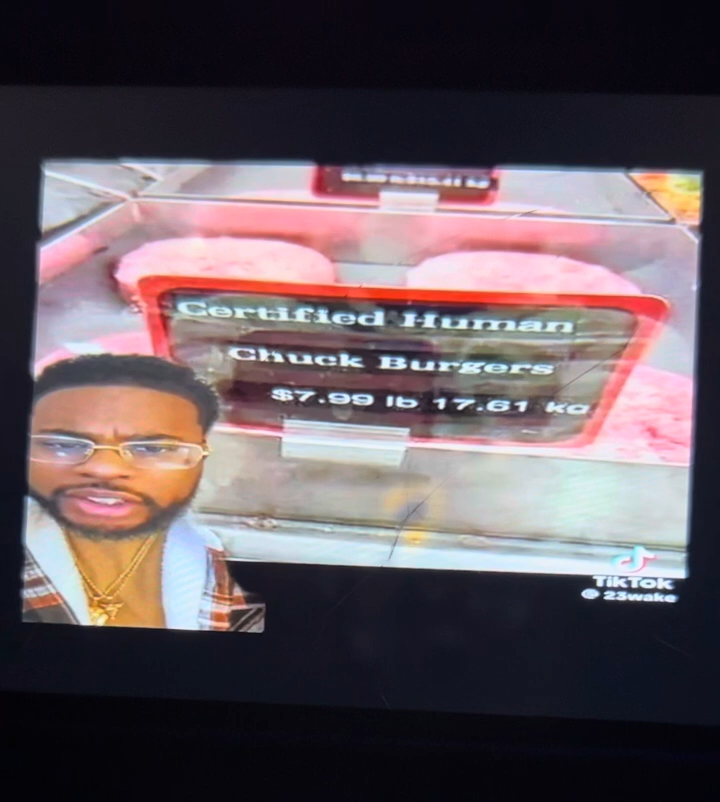 Certified Human
Chuck Burgers
$7.99 lb 17.61 kg
TikTok
@ 23wake